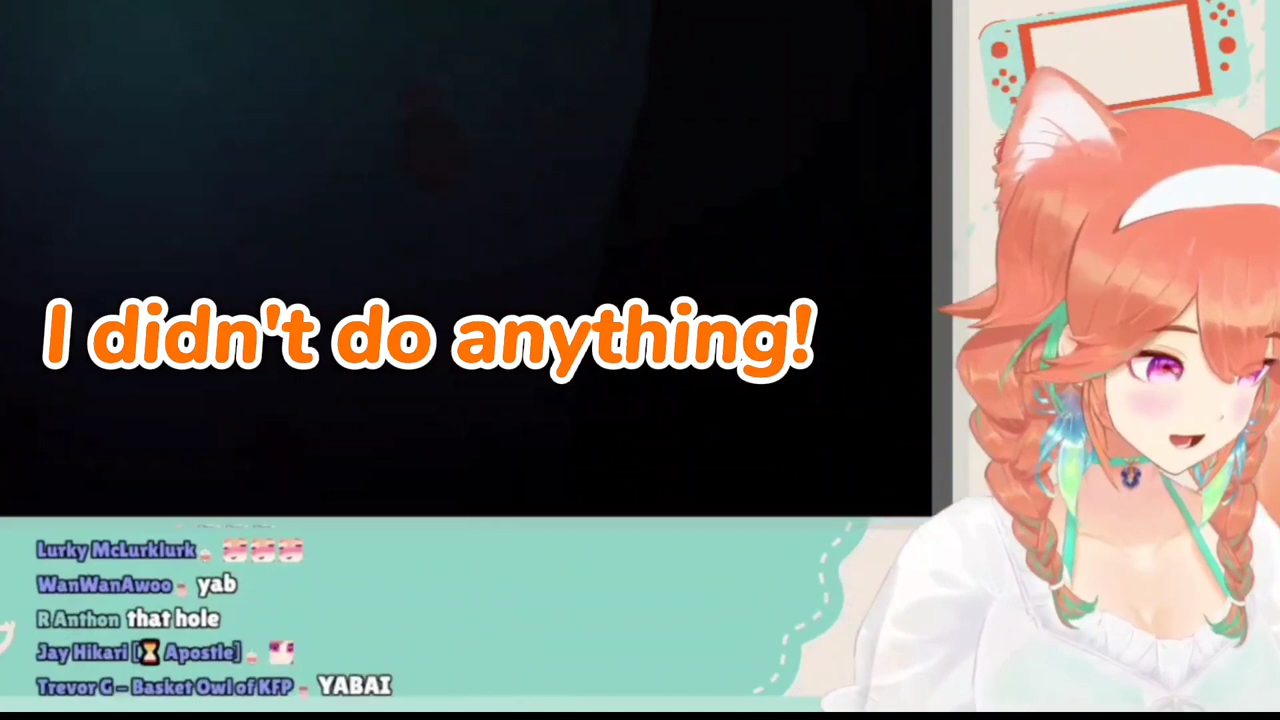 I didn't do anything!
Lurky McLurklurk
WanWanAwoo yab
R Anthon that hole
Jay Hikari [⌛ Apostle]
Trevor G - Basket Owl of KFP YABAI